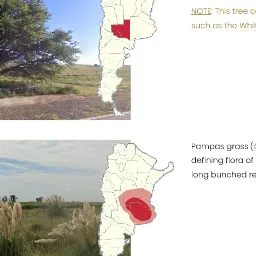 NOTE: This tree c
such as the Whit
Pampas grass (
defining flora of
long bunched re